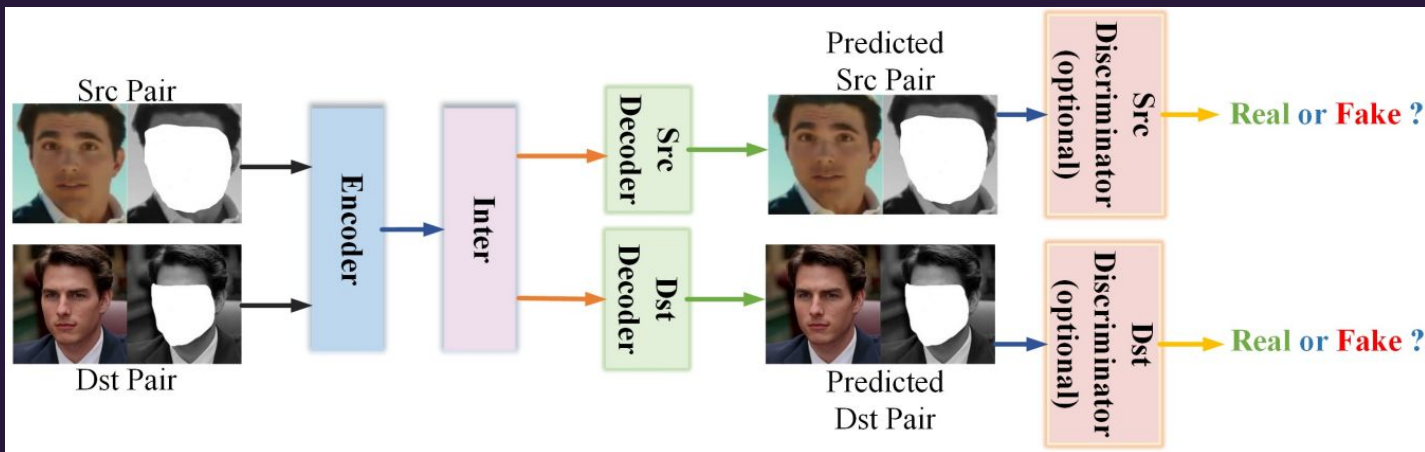 Src Pair
Dst Pair
Encoder
Inter
Src
Decoder
Dst
Decoder
Predicted
Src Pair
Predicted
Dst Pair
Src
Discriminator
(optional)
Dst
Discriminator
(optional)
Real or Fake ?
Real or Fake ?